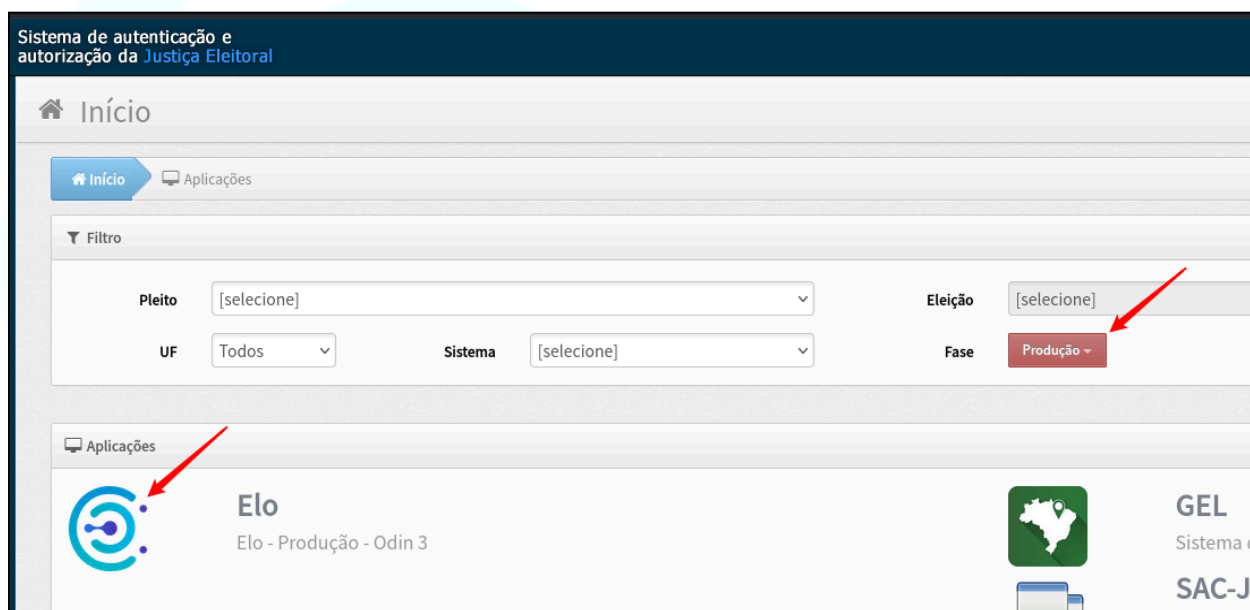 Sistema de autenticação e
autorização da Justiça Eleitoral
Início
Início Aplicações
Filtro
Pleito [selecione] Eleição [selecione]
UF Todos Sistema [selecione] Fase Produção
Aplicações
Elo GEL
Elo - Produção - Odin 3 Sistema
SAC-J